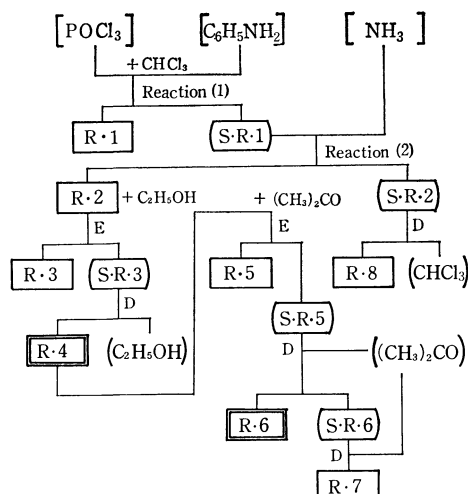 [POCl3] [C6H5NH2] [NH3]
+CHCl3
Reaction (1)
R·1 (S·R·1)
Reaction (2)
R·2 + C2H5OH + (CH3)2CO (S·R·2)
E E D
R·3 (S·R·3) R·5 R·8 (CHCl3)
D (S·R·5)
R·4 (C2H5OH) D ((CH3)2CO)
R·6 (S·R·6)
D
R·7